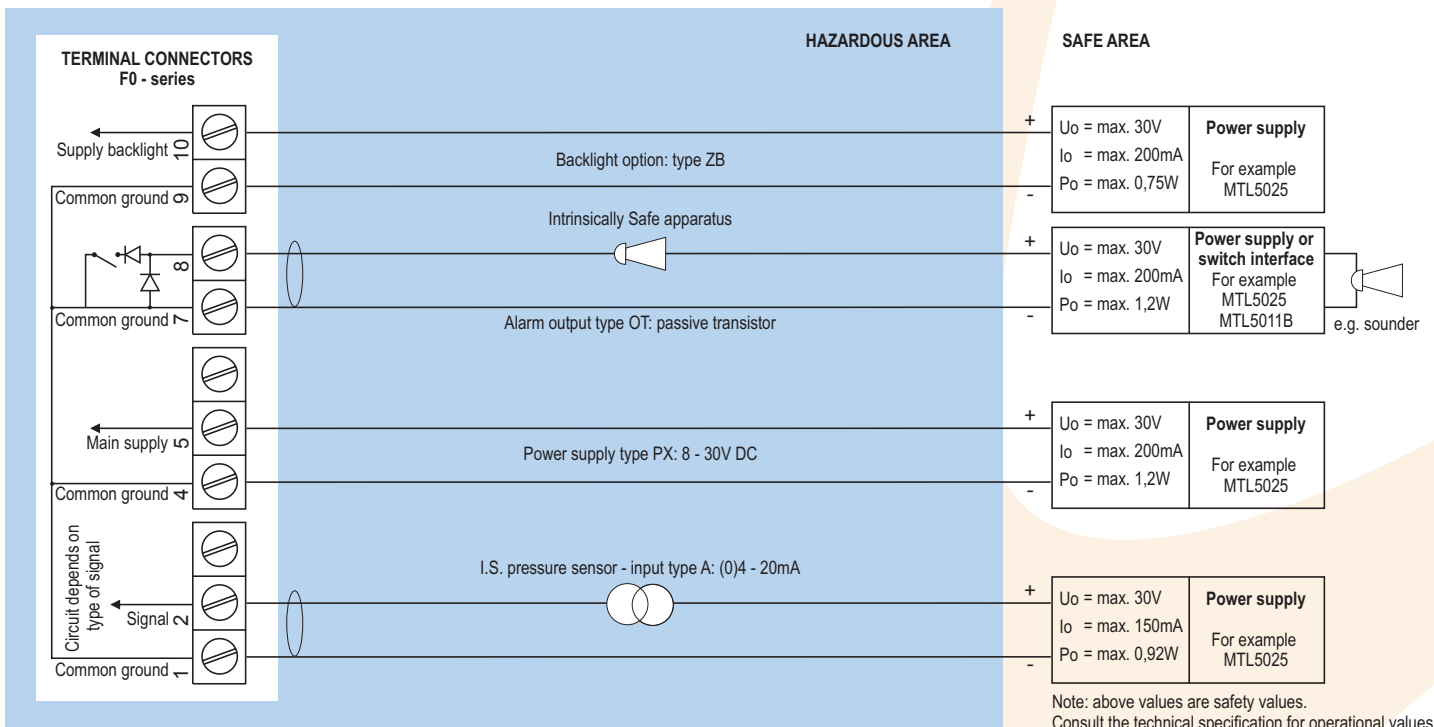 HAZARDOUS AREA
SAFE AREA
TERMINAL CONNECTORS
F0 - series
Supply backlight
10
Common ground
9
Backlight option: type ZB
+
-
Uo = max. 30V
Io = max. 200mA
Po = max. 0,75W
Power supply
For example
MTL5025
8
Common ground
7
Intrinsically Safe apparatus
Alarm output type OT: passive transistor
+
-
Uo = max. 30V
Io = max. 200mA
Po = max. 1,2W
Power supply or
switch interface
For example
MTL5025
MTL5011B
e.g. sounder
Main supply
5
Common ground
4
Power supply type PX: 8 - 30V DC
+
-
Uo = max. 30V
Io = max. 200mA
Po = max. 1,2W
Power supply
For example
MTL5025
Circuit depends on
type of signal
Signal
2
Common ground
1
I.S. pressure sensor - input type A: (0)4 - 20mA
+
-
Uo = max. 30V
Io = max. 150mA
Po = max. 0,92W
Power supply
For example
MTL5025
Note: above values are safety values.
Consult the technical specification for operational values